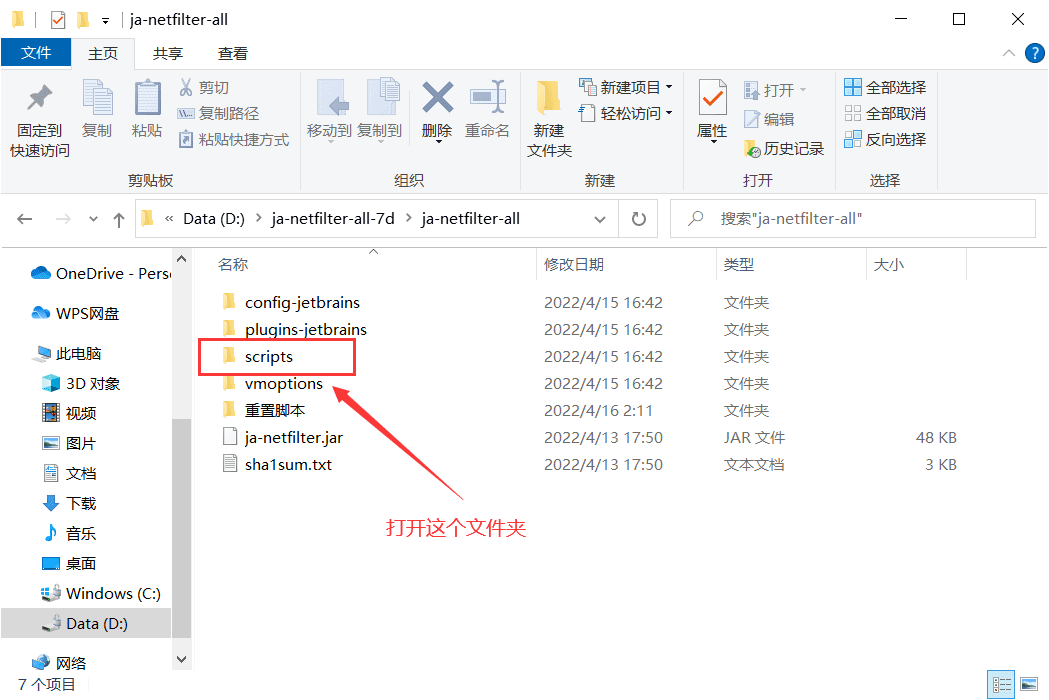 ja-netfilter-all
文件 主页 共享 查看
固定到
快速访问
复制
粘贴
剪切
复制路径
粘贴快捷方式
剪贴板
移动到 复制到 删除 重命名
组织
新建
文件夹
新建项目
轻松访问
新建
属性
打开
编辑
历史记录
打开
全部选择
全部取消
反向选择
选择
« Data (D:) > ja-netfilter-all-7d > ja-netfilter-all
搜索"ja-netfilter-all"
OneDrive - Pers
WPS网盘
此电脑
3D 对象
视频
图片
文档
下载
音乐
桌面
Windows (C:)
Data (D:)
网络
名称 修改日期 类型 大小
config-jetbrains 2022/4/15 16:42 文件夹
plugins-jetbrains 2022/4/15 16:42 文件夹
scripts 2022/4/15 16:42 文件夹
vmoptions 2022/4/15 16:42 文件夹
重置脚本 2022/4/16 2:11 文件夹
ja-netfilter.jar 2022/4/13 17:50 JAR 文件 48 KB
sha1sum.txt 2022/4/13 17:50 文本文档 3 KB
打开这个文件夹
7 个项目